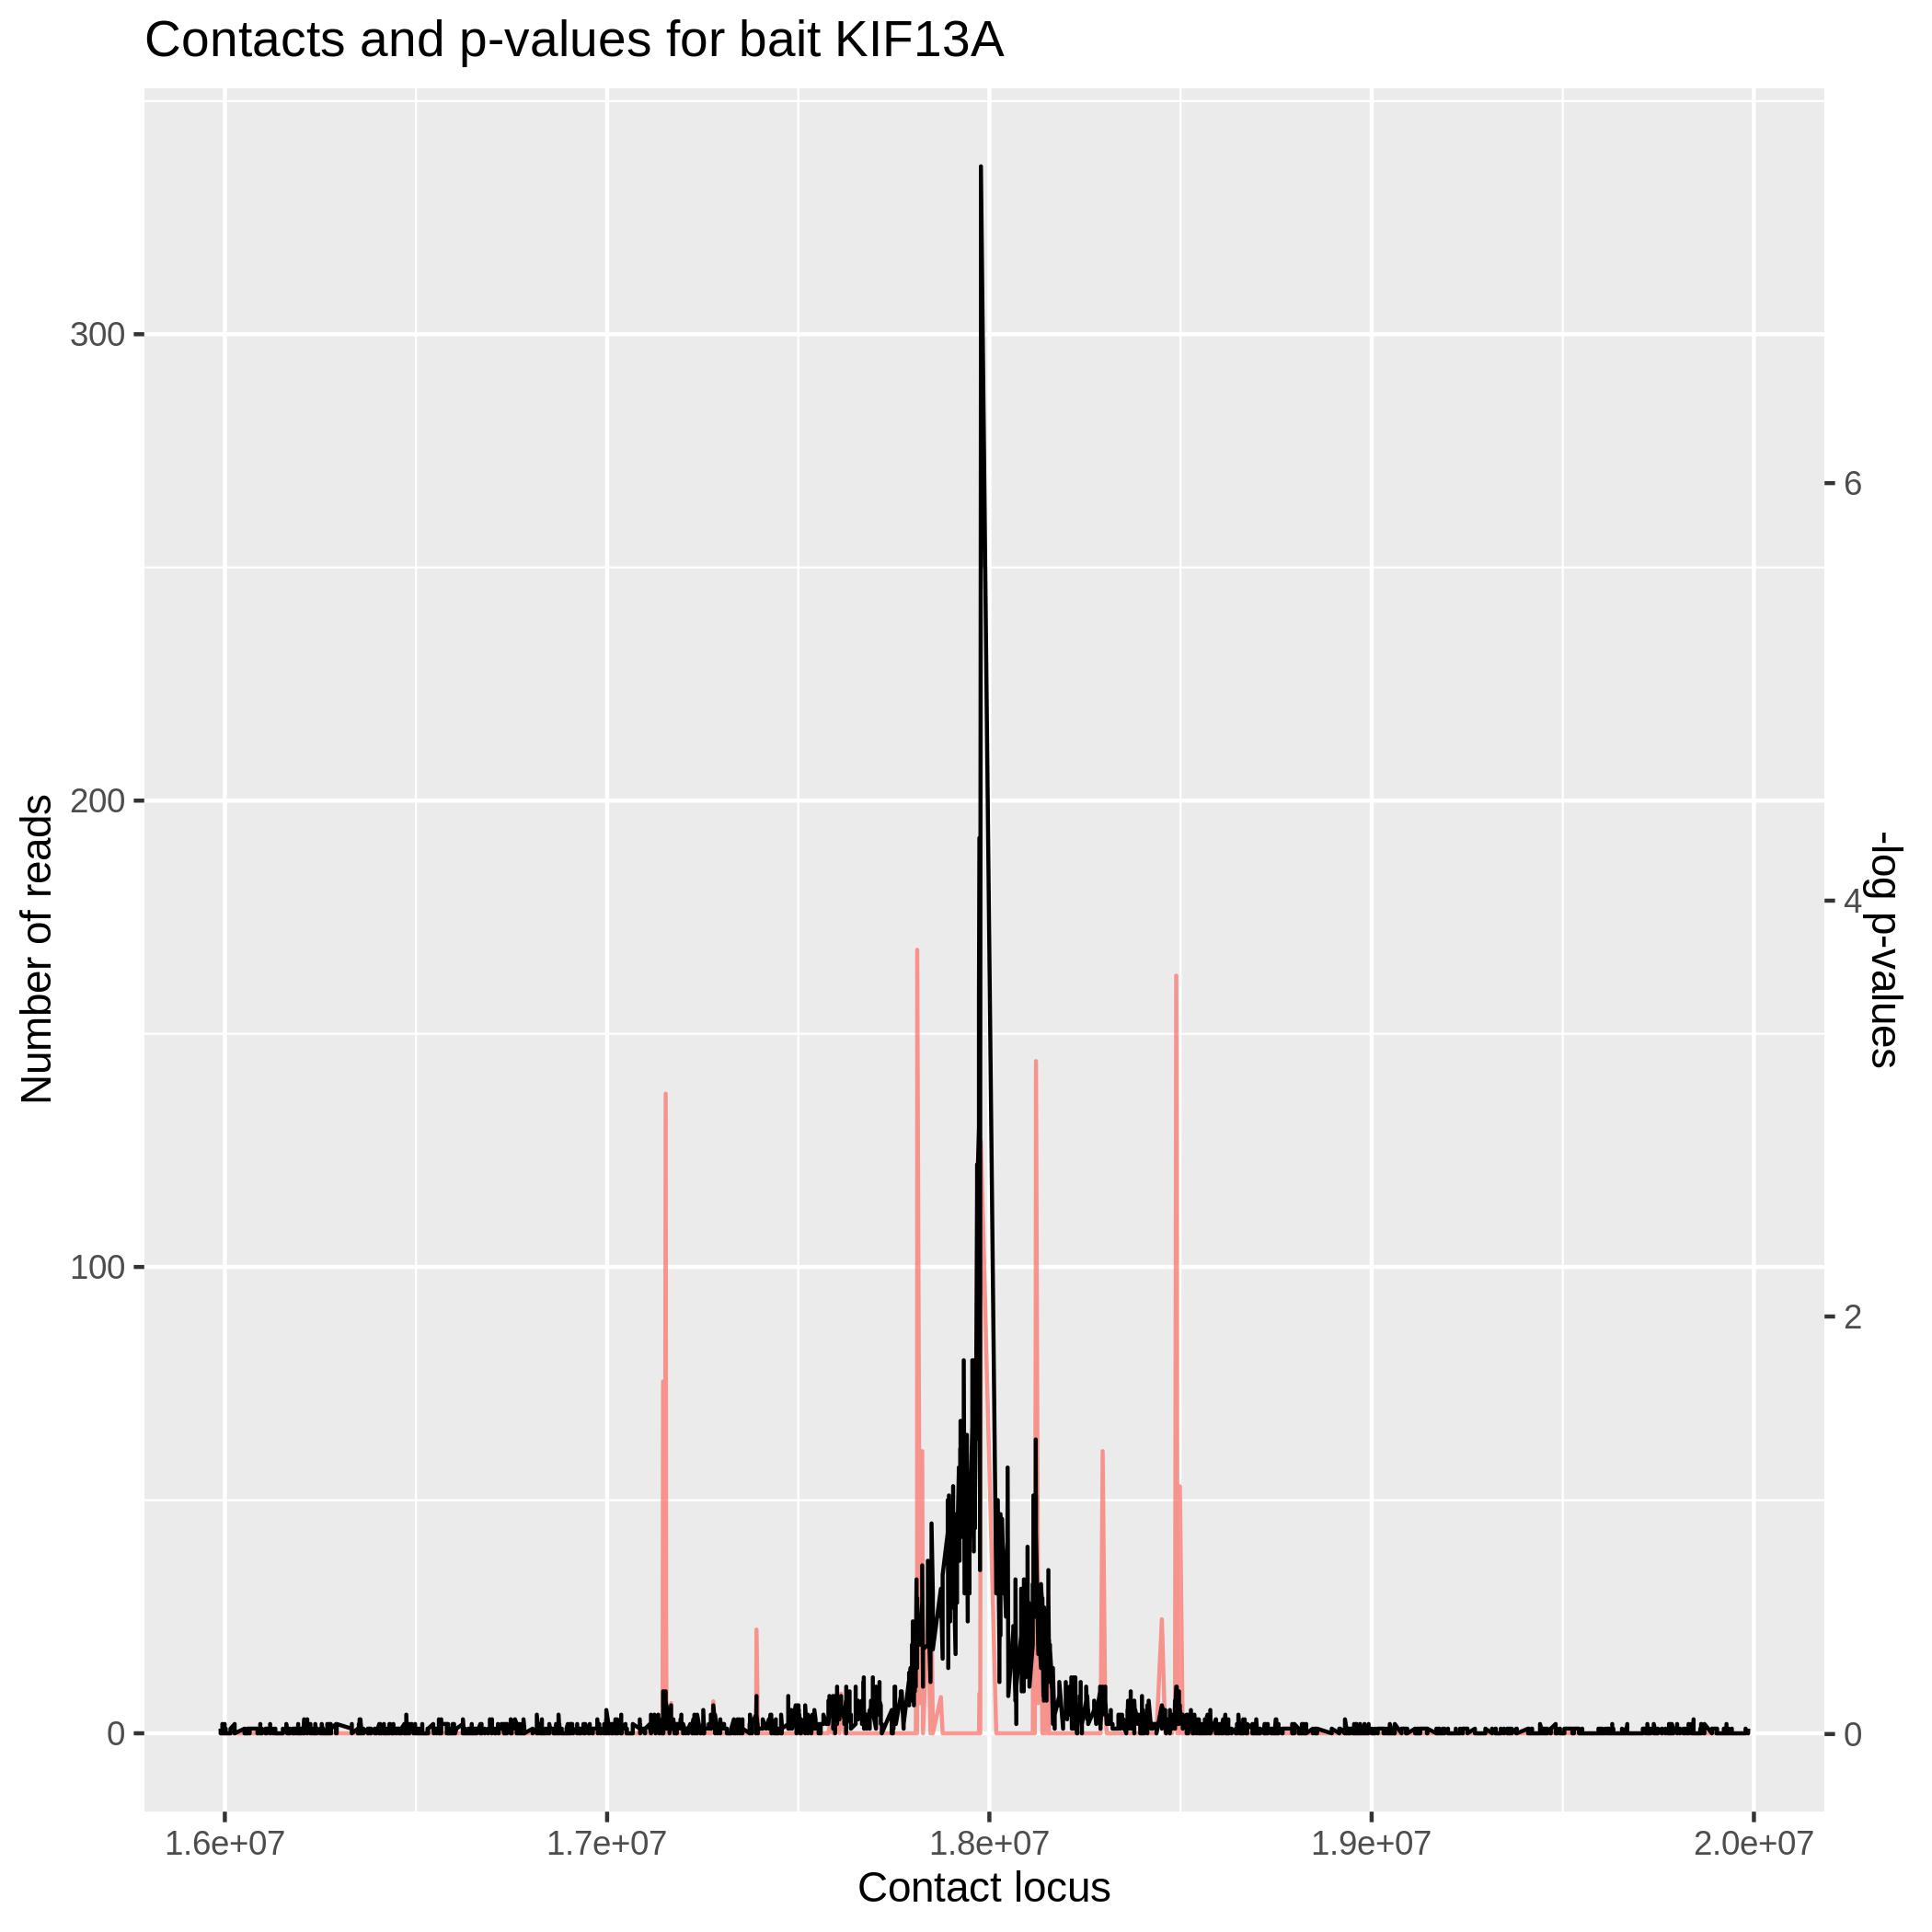 Contacts and p-values for bait KIF13A
Number of reads
300
200
100
0
6
4
2
0
-log p-values
1.6e+07 1.7e+07 1.8e+07 1.9e+07 2.0e+07
Contact locus